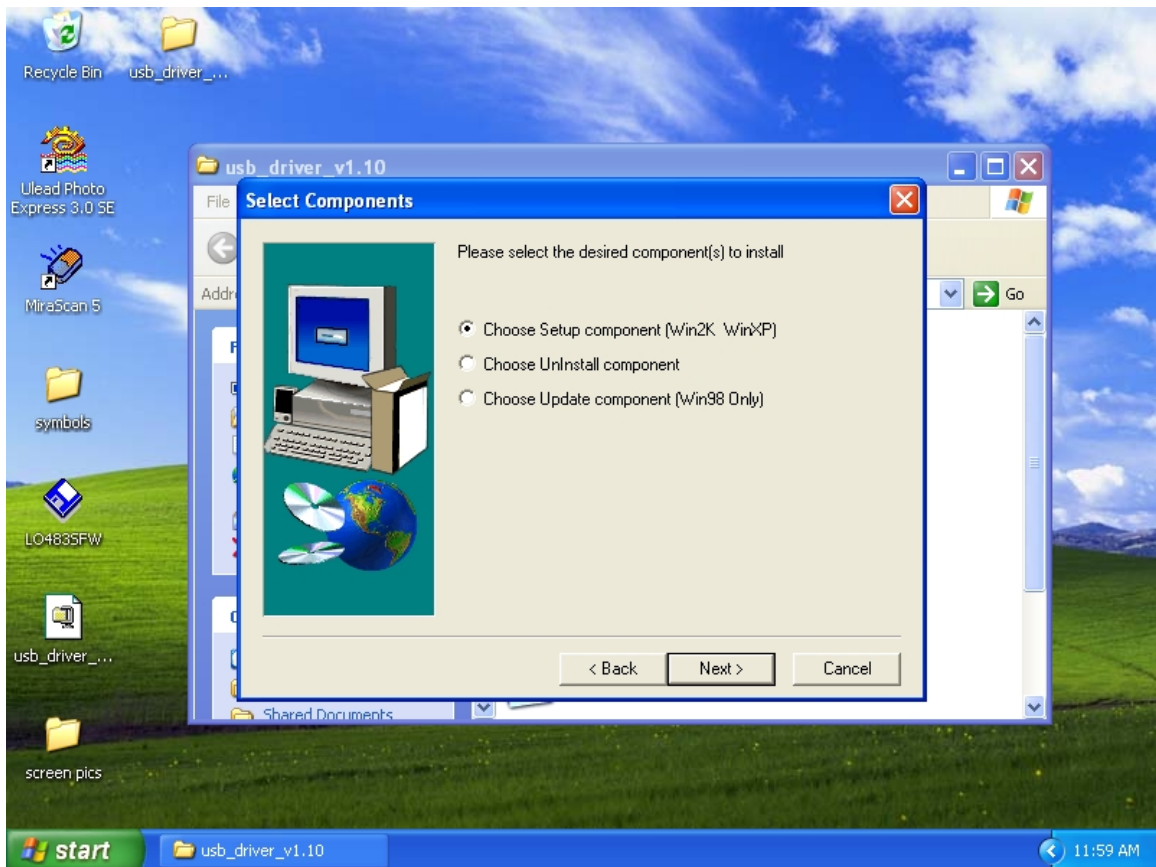 Recycle Bin
usb_driver_...
Ulead Photo
Express 3.0 SE
MiraScan 5
symbols
LO483SFW
usb_driver_...
screen pics
usb_driver_v1.10
File
Addr
Go
Select Components
Please select the desired component(s) to install
Choose Setup component (Win2K WinXP)
Choose UnInstall component
Choose Update component (Win98 Only)
< Back
Next >
Cancel
Shared Documents
start
usb_driver_v1.10
11:59 AM